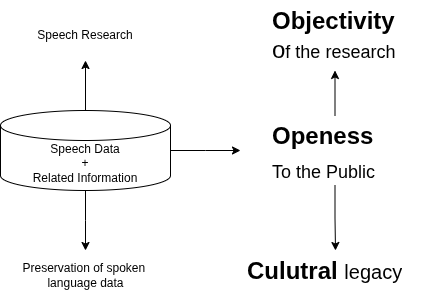 Speech Research
Speech Data
+
Related Information
Preservation of spoken
language data
Objectivity
Of the research
Openess
To the Public
Culutral legacy